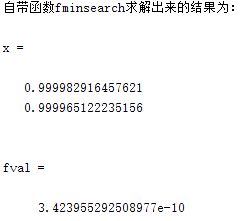 自带函数fminsearch求解出来的结果为:
x =
0.999982916457621
0.999965122235156
fval =
3.423955292508977e-10